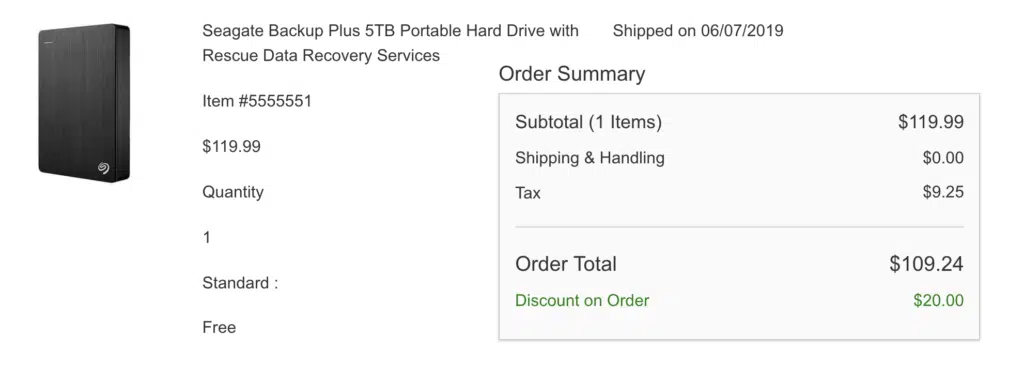 Seagate Backup Plus 5TB Portable Hard Drive with
Rescue Data Recovery Services
Item #5555551
$119.99
Quantity
1
Standard :
Free
Shipped on 06/07/2019
Order Summary
Subtotal (1 Items) $119.99
Shipping & Handling $0.00
Tax $9.25
Order Total $109.24
Discount on Order $20.00